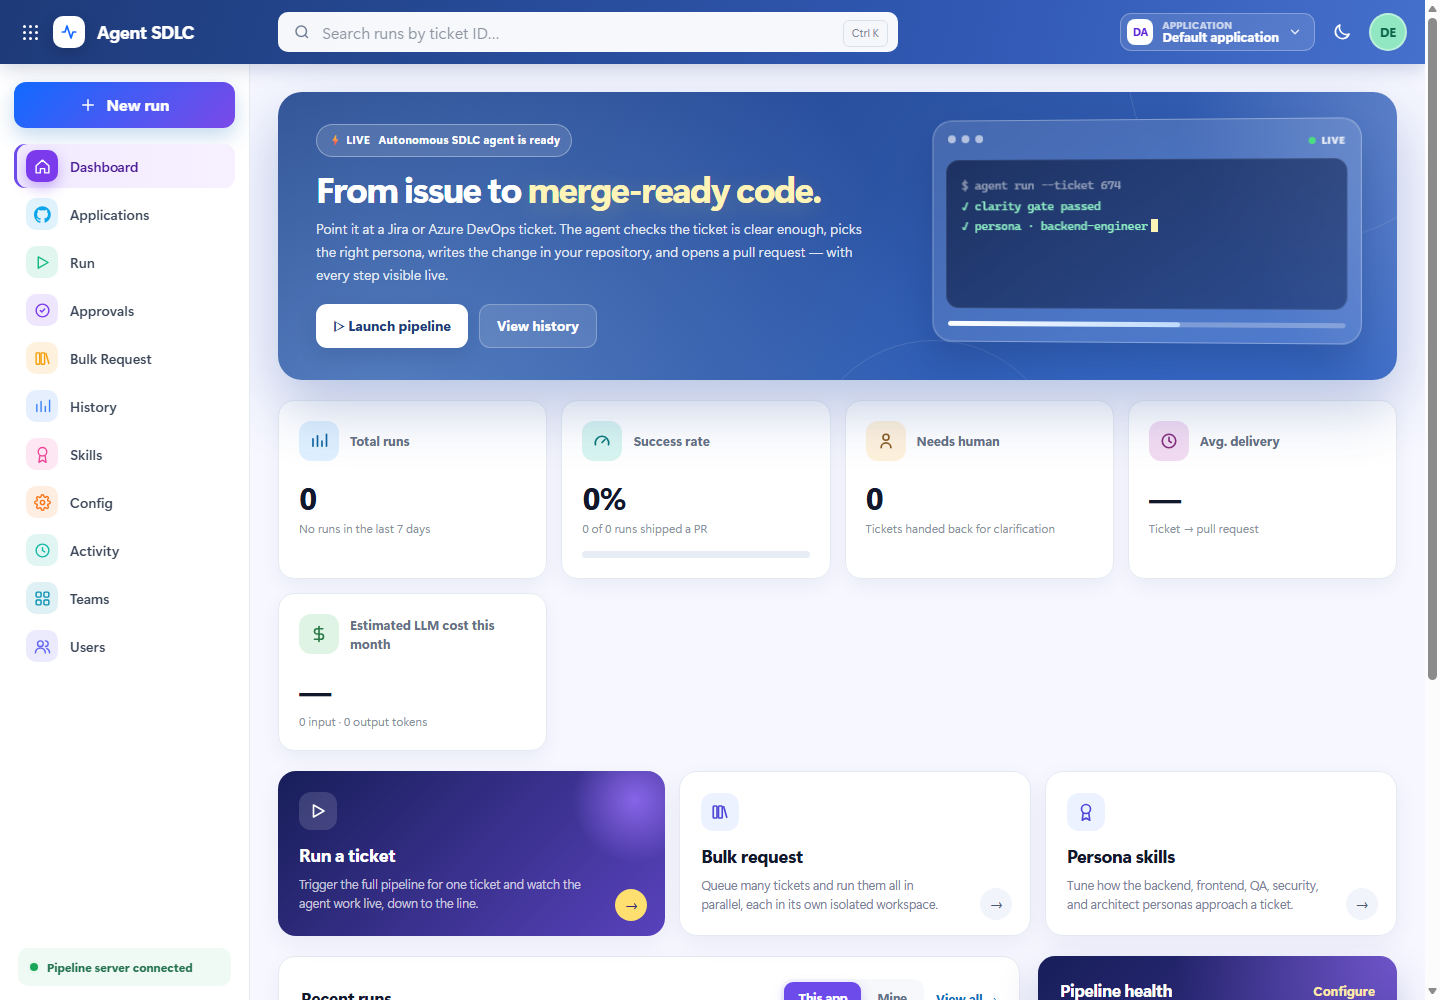 Agent SDLC
Search runs by ticket ID...
Ctrl K
DA
APPLICATION
Default application
DE
New run
Dashboard
Applications
Run
Approvals
Bulk Request
History
Skills
Config
Activity
Teams
Users
Pipeline server connected
LIVE Autonomous SDLC agent is ready
From issue to merge-ready code.
Point it at a Jira or Azure DevOps ticket. The agent checks the ticket is clear enough, picks
the right persona, writes the change in your repository, and opens a pull request — with
every step visible live.
Launch pipeline
View history
LIVE
$ agent run --ticket 674
✓ clarity gate passed
✓ persona · backend-engineer
Total runs
0
No runs in the last 7 days
Success rate
0%
0 of 0 runs shipped a PR
Needs human
0
Tickets handed back for clarification
Avg. delivery
—
Ticket → pull request
Estimated LLM cost this
month
—
0 input · 0 output tokens
Run a ticket
Trigger the full pipeline for one ticket and watch the
agent work live, down to the line.
→
Bulk request
Queue many tickets and run them all in
parallel, each in its own isolated workspace.
→
Persona skills
Tune how the backend, frontend, QA, security,
and architect personas approach a ticket.
→
Recent runs
This app
Mine
View all →
Pipeline health
Configure